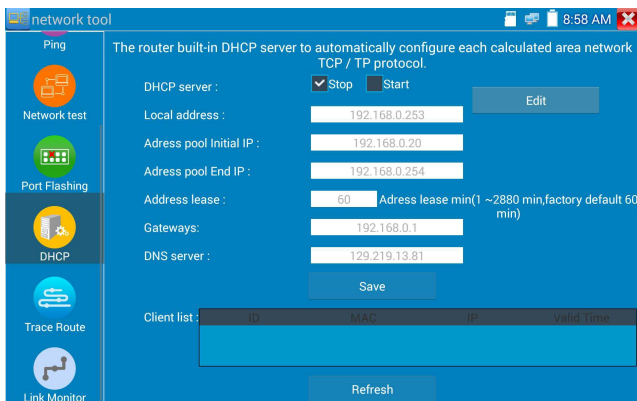 network tool
8:58 AM
Ping
Network test
Port Flashing
DHCP
Trace Route
Link Monitor
The router built-in DHCP server to automatically configure each calculated area network
TCP / TP protocol.
DHCP server :
Stop
Start
Edit
Local address :
192.168.0.253
Adress pool Initial IP :
192.168.0.20
Adress pool End IP :
192.168.0.254
Address lease :
60
Adress lease min(1 ~2880 min,factory default 60
min)
Gateways:
192.168.0.1
DNS server :
129.219.13.81
Save
Client list :
ID
MAC
IP
Valid Time
Refresh